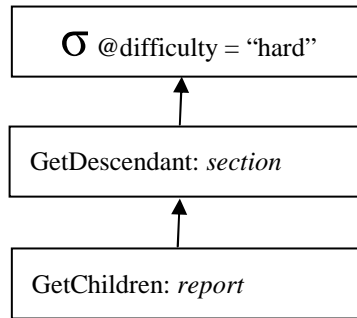 σ @difficulty = “hard”
GetDescendant: section
GetChildren: report